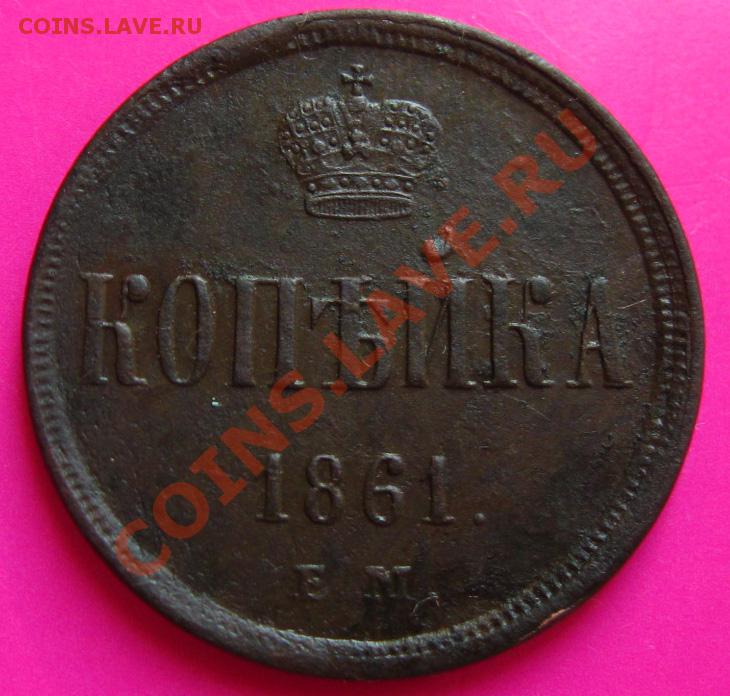 COINS.LAVE.RU
КОПѢЙКА
1861.
Е М
COINS.LAVE.RU